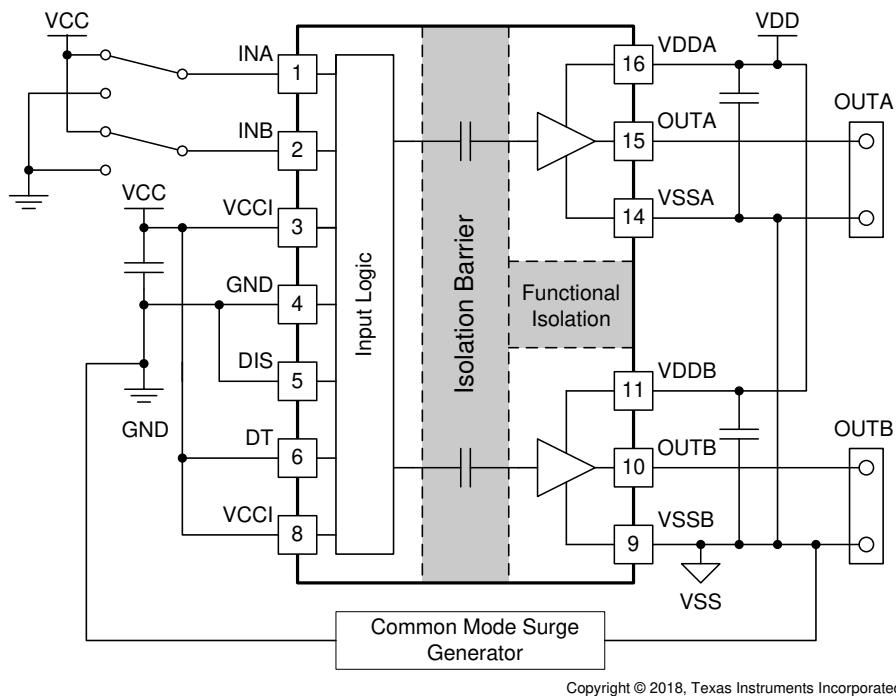 VCC
INA
1
INB
2
VCC
VCCI
3
GND
4
DIS
5
GND
DT
6
VCCI
8
Input Logic
Isolation Barrier
Functional
Isolation
VDD
VDDA
16
OUTA
15
VSSA
14
OUTA
VDDB
11
OUTB
10
VSSB
9
OUTB
VSS
Common Mode Surge
Generator
Copyright © 2018, Texas Instruments Incorporate